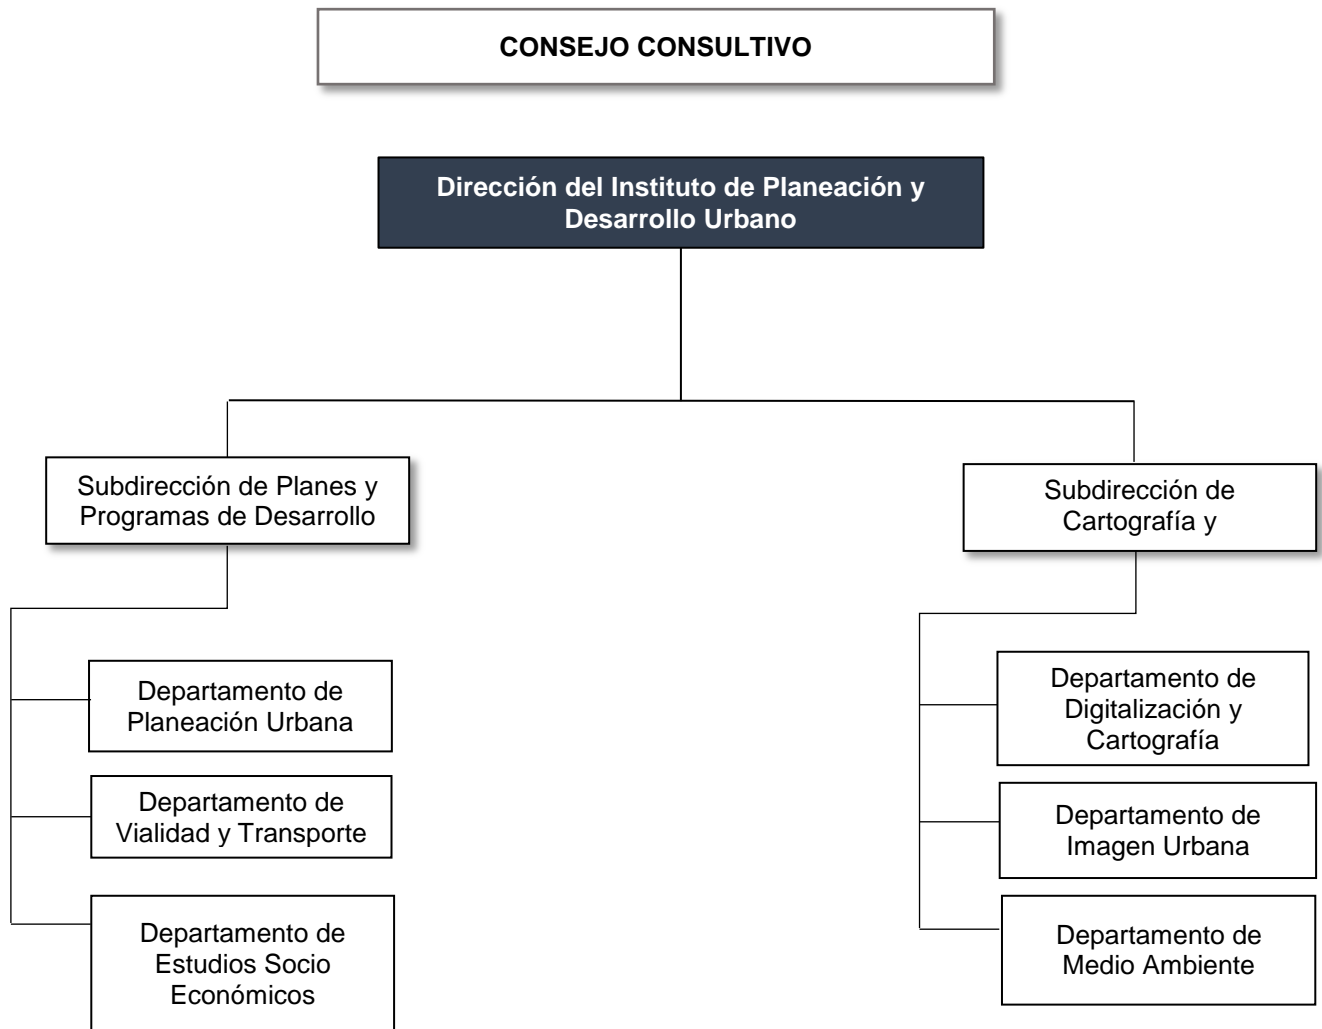 CONSEJO CONSULTIVO
Dirección del Instituto de Planeación y
Desarrollo Urbano
Subdirección de Planes y
Programas de Desarrollo
Departamento de
Planeación Urbana
Departamento de
Vialidad y Transporte
Departamento de
Estudios Socio
Económicos
Subdirección de
Cartografía y
Departamento de
Digitalización y
Cartografía
Departamento de
Imagen Urbana
Departamento de
Medio Ambiente